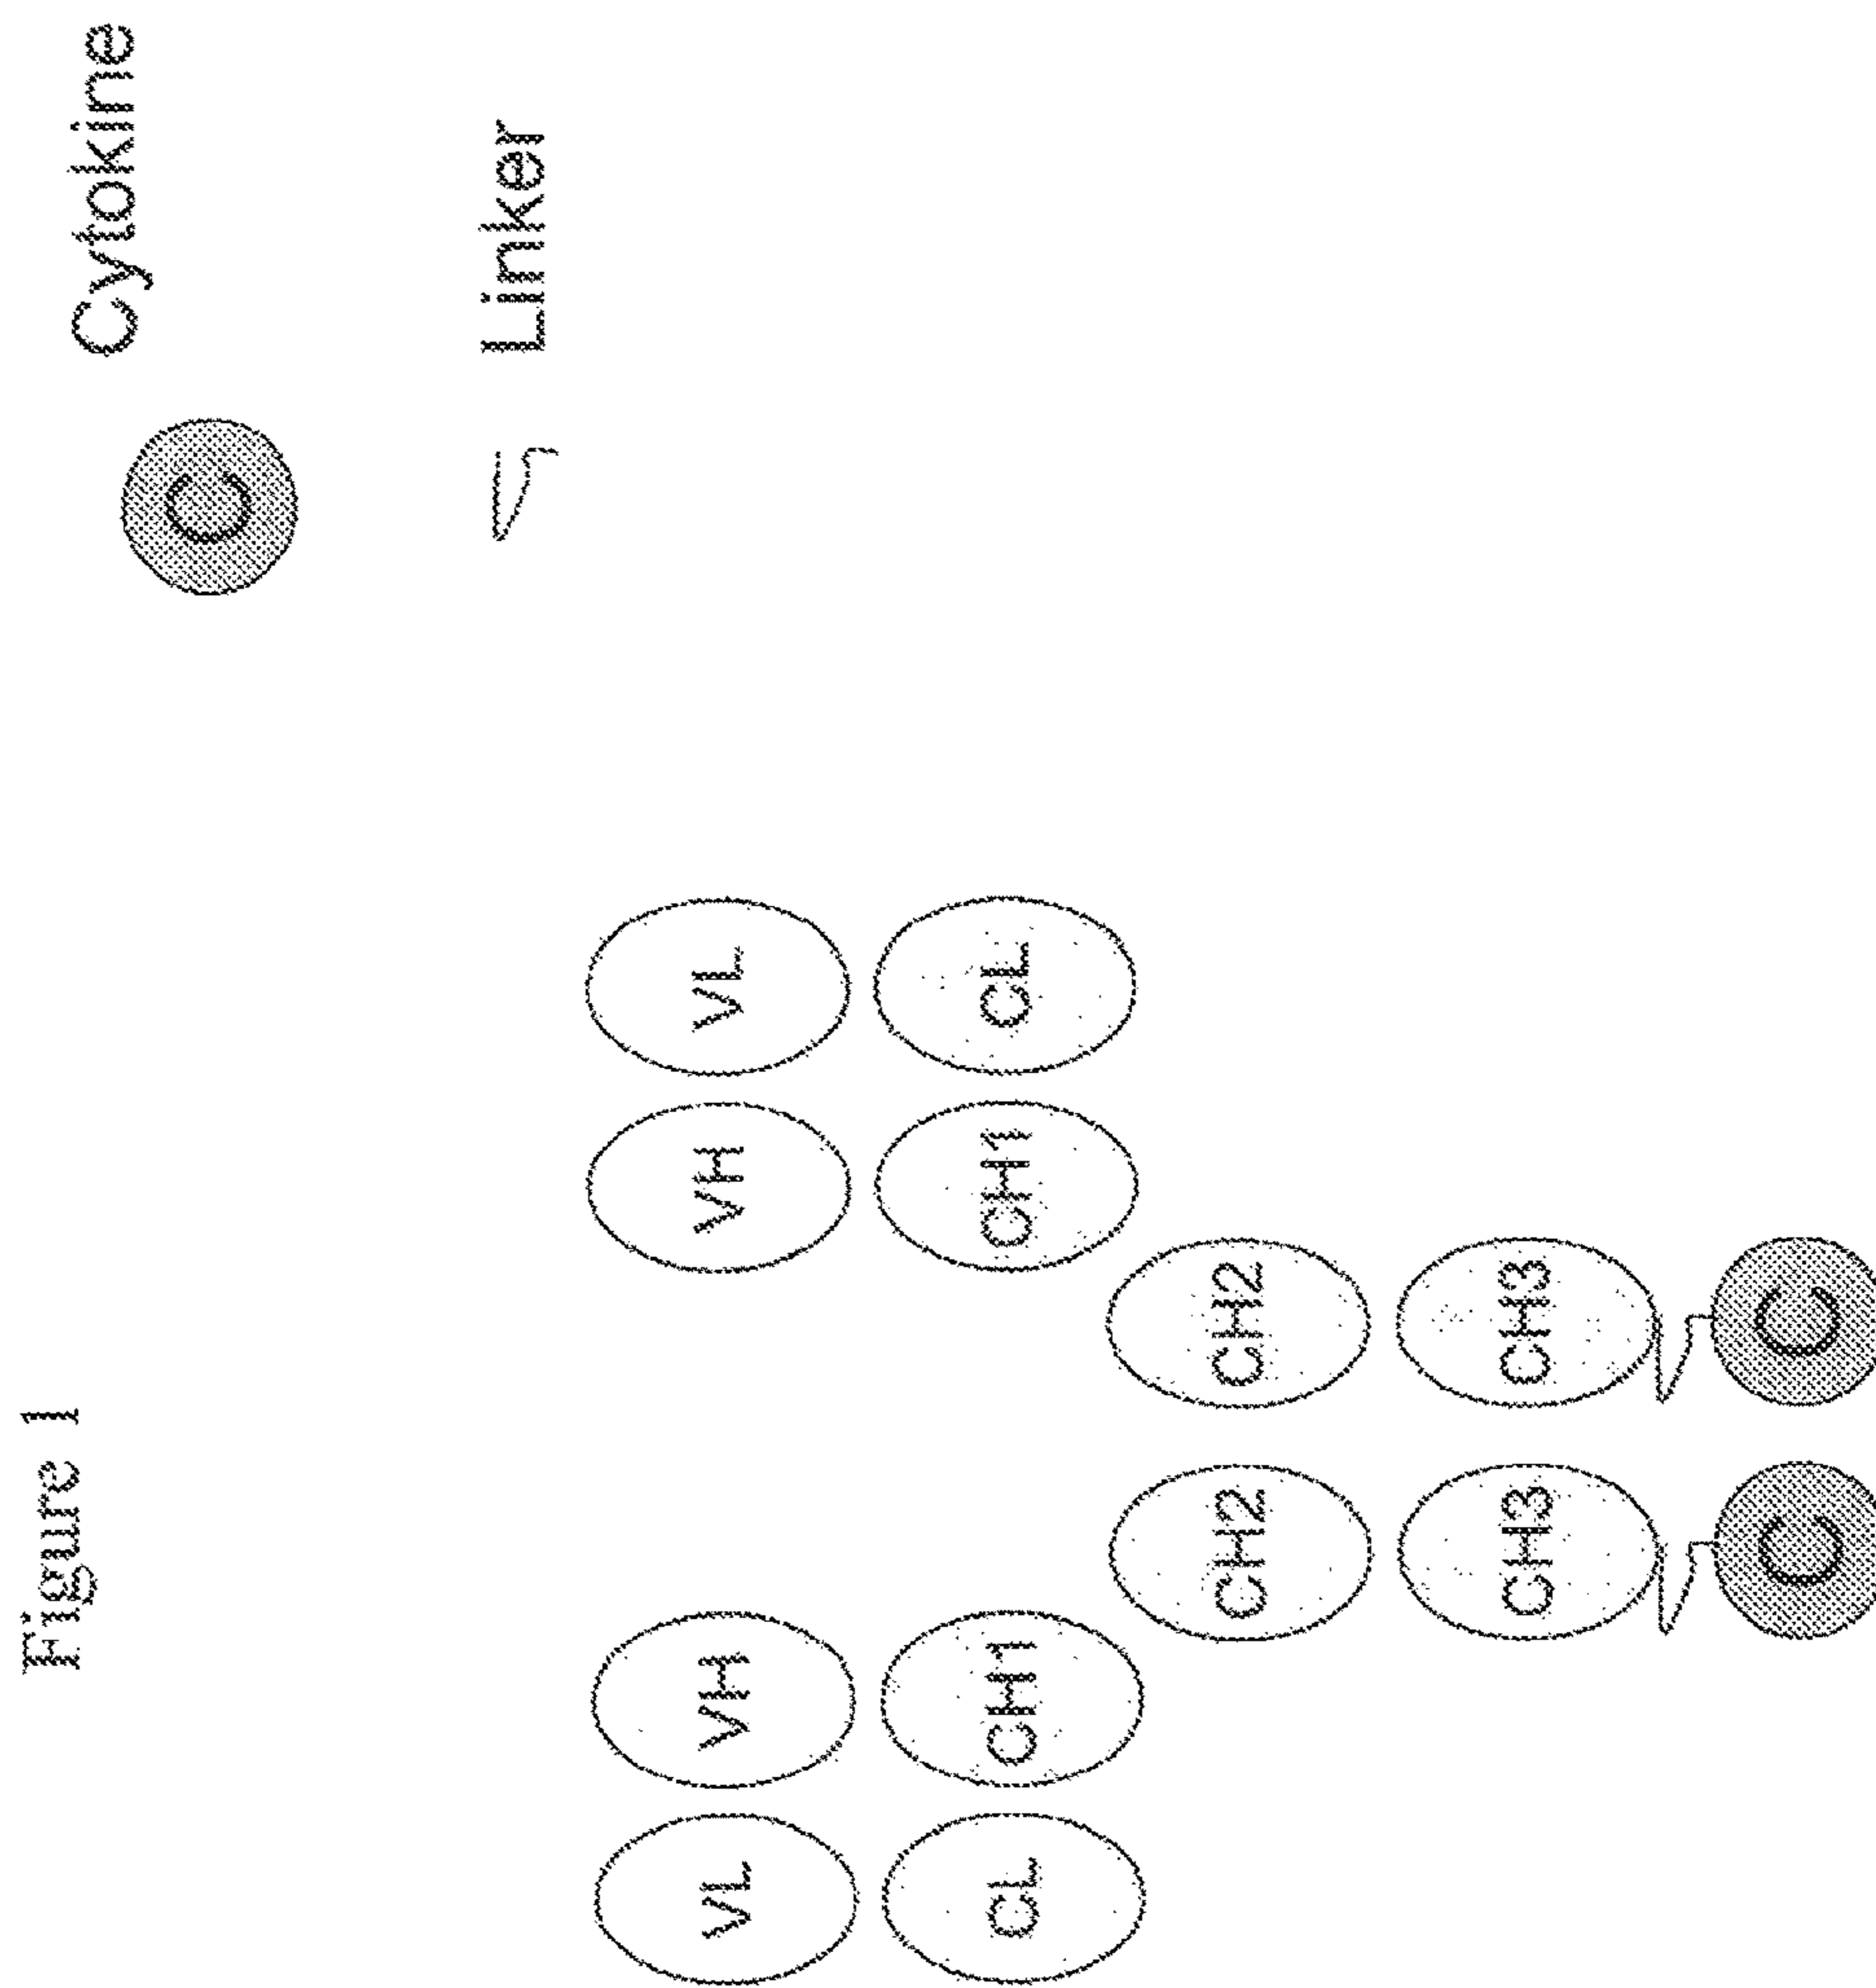 Figure 1
Cytokine
C
Linker
VL VH VH VL
CL CH1 CH1 CL
CH2 CH2
CH3 CH3
C C